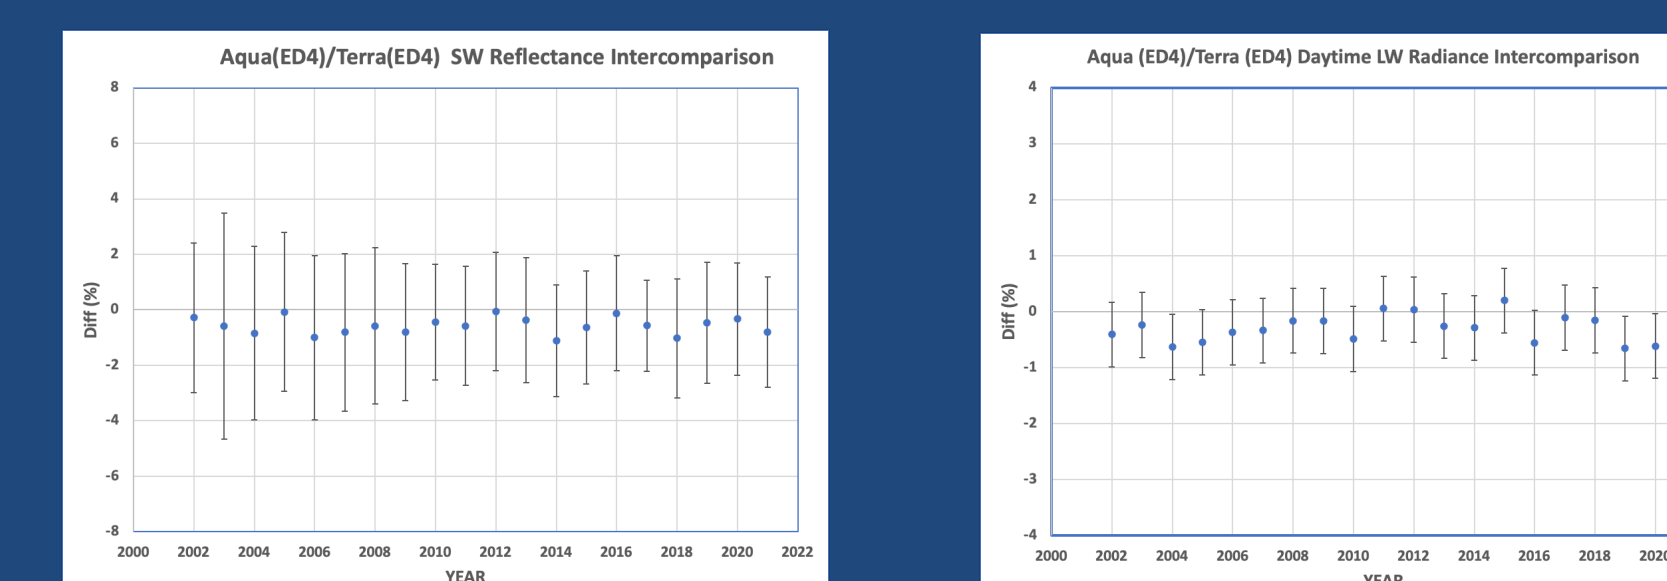 Aqua(ED4)/Terra(ED4) SW Reflectance Intercomparison
8
6
4
2
0
-2
-4
-6
-8
Diff (%)
2000 2002 2004 2006 2008 2010 2012 2014 2016 2018 2020 2022
YEAR
Aqua (ED4)/Terra (ED4) Daytime LW Radiance Intercomparison
4
3
2
1
0
-1
-2
-3
-4
Diff (%)
2000 2002 2004 2006 2008 2010 2012 2014 2016 2018 2020
YEAR